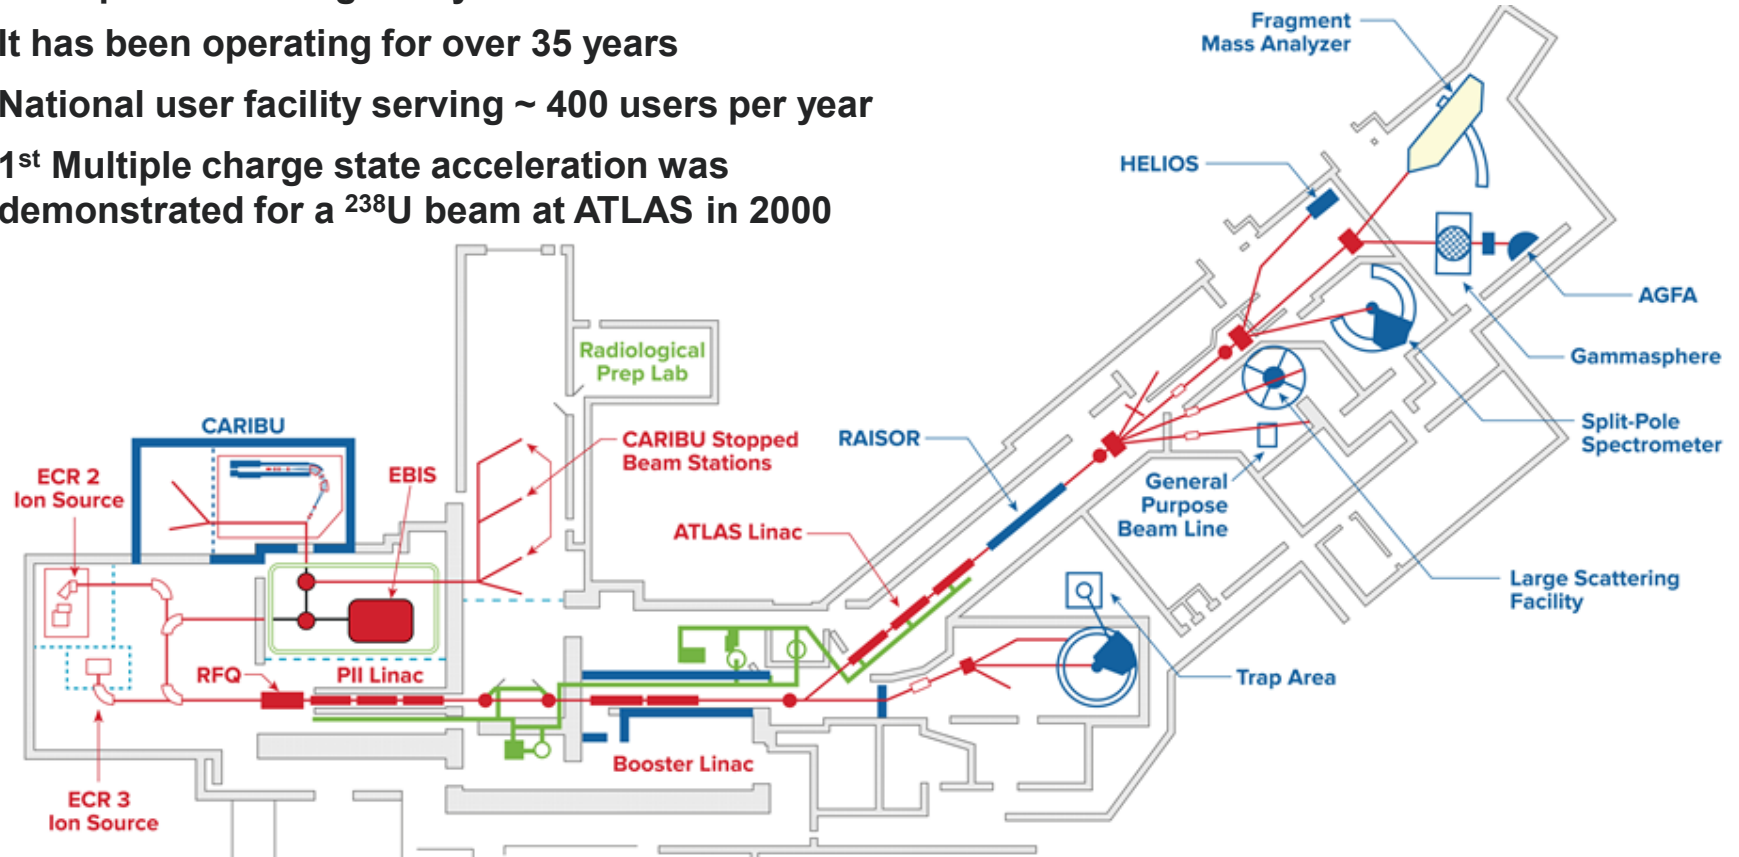 It has been operating for over 35 years
National user facility serving ~ 400 users per year
1st Multiple charge state acceleration was
demonstrated for a 238U beam at ATLAS in 2000
Fragment
Mass Analyzer
HELIOS
AGFA
Gammasphere
Split-Pole
Spectrometer
Radiological
Prep Lab
CARIBU
CARIBU Stopped
Beam Stations
RAISOR
ECR 2
Ion Source
EBIS
General
Purpose
Beam Line
ATLAS Linac
Large Scattering
Facility
RFQ
PII Linac
Trap Area
Booster Linac
ECR 3
Ion Source